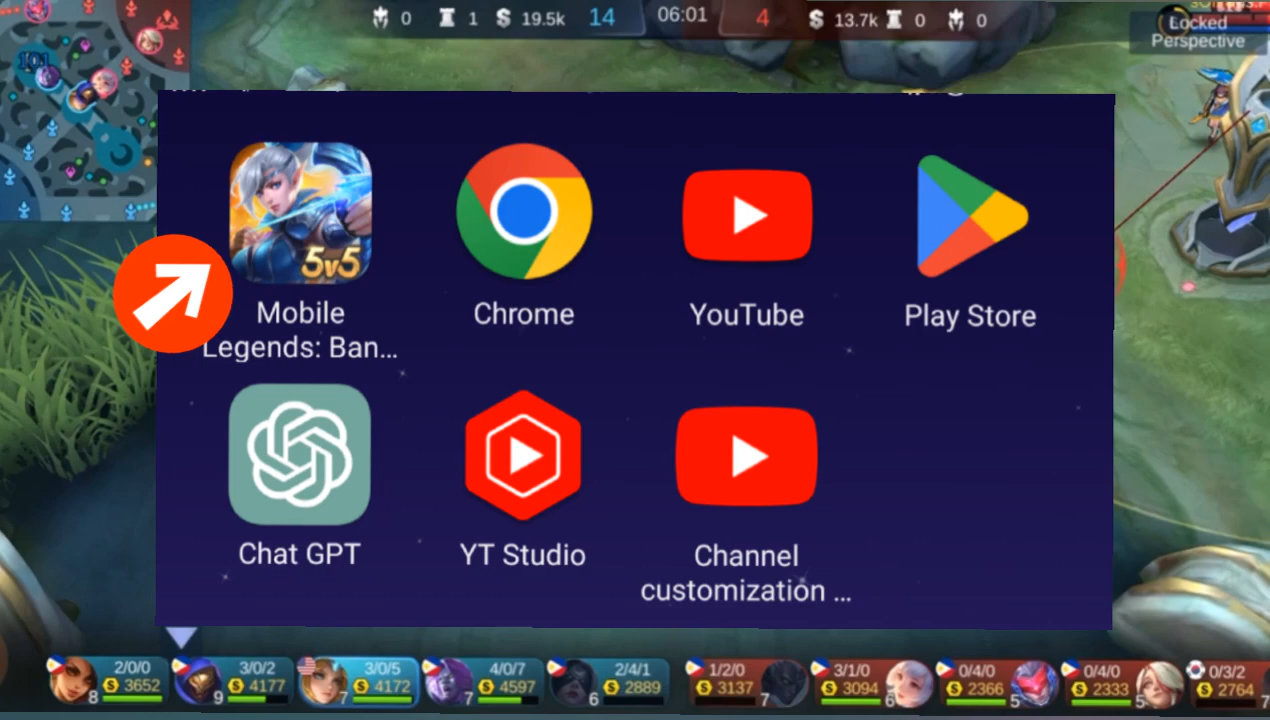 0 1 19.5k 14 06:01 4 13.7k 0 0
Locked
Perspective
5v5
Mobile
Legends: Ban...
Chrome
YouTube
Play Store
Chat GPT
YT Studio
Channel
customization ...
2/0/0 3/0/2 3/0/5 4/0/7 2/4/1 1/2/0 3/1/0 0/4/0 0/4/0 0/3/2
8 3652 9 4177 7 4172 7 4597 6 2889 3137 7 3094 6 2366 5 2333 5 2764 7